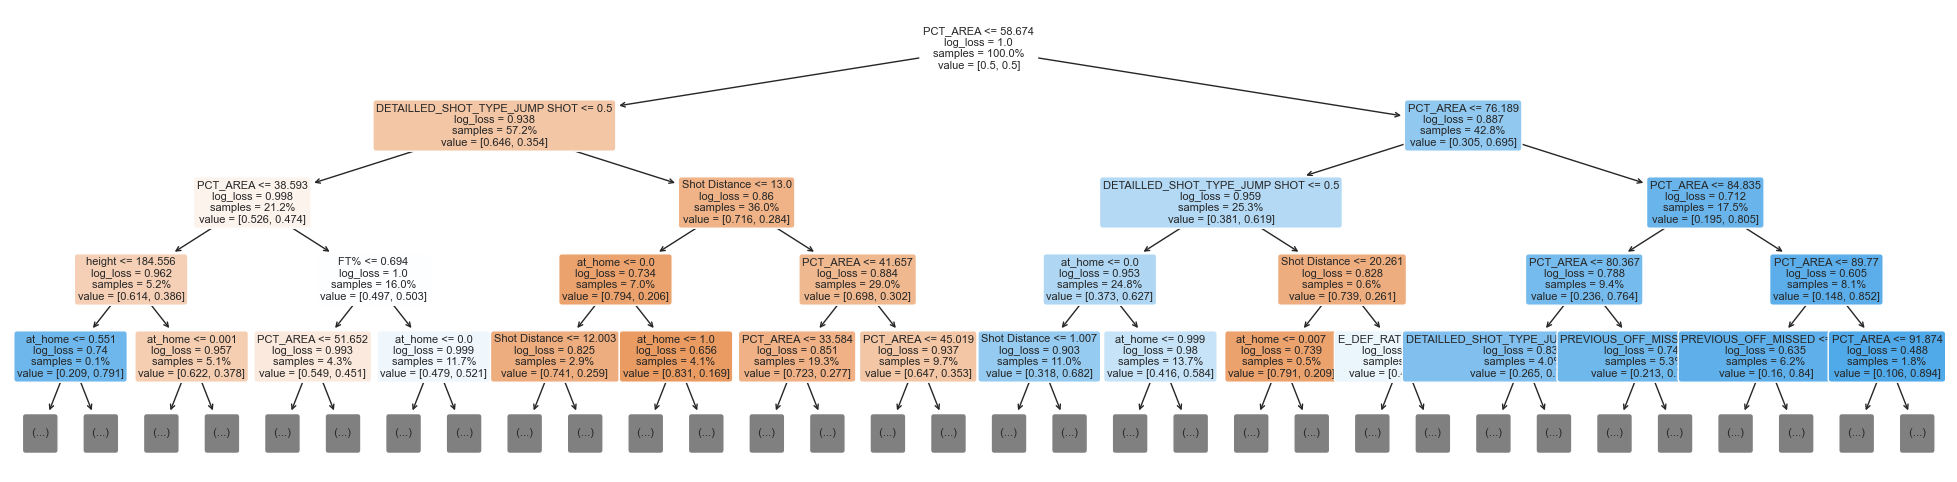 PCT_AREA <= 58.674
log_loss = 1.0
samples = 100.0%
value = [0.5, 0.5]
DETAILLED_SHOT_TYPE_JUMP SHOT <= 0.5
log_loss = 0.938
samples = 57.2%
value = [0.646, 0.354]
PCT_AREA <= 76.189
log_loss = 0.887
samples = 42.8%
value = [0.305, 0.695]
PCT_AREA <= 38.593
log_loss = 0.998
samples = 21.2%
value = [0.526, 0.474]
Shot Distance <= 13.0
log_loss = 0.86
samples = 36.0%
value = [0.716, 0.284]
DETAILLED_SHOT_TYPE_JUMP SHOT <= 0.5
log_loss = 0.959
samples = 25.3%
value = [0.381, 0.619]
PCT_AREA <= 84.835
log_loss = 0.712
samples = 17.5%
value = [0.195, 0.805]
height <= 184.556
log_loss = 0.962
samples = 5.2%
value = [0.614, 0.386]
FT% <= 0.694
log_loss = 1.0
samples = 16.0%
value = [0.497, 0.503]
at_home <= 0.0
log_loss = 0.734
samples = 7.0%
value = [0.794, 0.206]
PCT_AREA <= 41.657
log_loss = 0.884
samples = 29.0%
value = [0.698, 0.302]
at_home <= 0.0
log_loss = 0.953
samples = 24.8%
value = [0.373, 0.627]
Shot Distance <= 20.261
log_loss = 0.828
samples = 0.6%
value = [0.739, 0.261]
PCT_AREA <= 80.367
log_loss = 0.788
samples = 9.4%
value = [0.236, 0.764]
PCT_AREA <= 89.77
log_loss = 0.605
samples = 8.1%
value = [0.148, 0.852]
at_home <= 0.551
log_loss = 0.74
samples = 0.1%
value = [0.209, 0.791]
at_home <= 0.001
log_loss = 0.957
samples = 5.1%
value = [0.622, 0.378]
PCT_AREA <= 51.652
log_loss = 0.993
samples = 4.3%
value = [0.549, 0.451]
at_home <= 0.0
log_loss = 0.999
samples = 11.7%
value = [0.479, 0.521]
Shot Distance <= 12.003
log_loss = 0.825
samples = 2.9%
value = [0.741, 0.259]
at_home <= 1.0
log_loss = 0.656
samples = 4.1%
value = [0.831, 0.169]
PCT_AREA <= 33.584
log_loss = 0.851
samples = 19.3%
value = [0.723, 0.277]
PCT_AREA <= 45.019
log_loss = 0.937
samples = 9.7%
value = [0.647, 0.353]
Shot Distance <= 1.007
log_loss = 0.903
samples = 11.0%
value = [0.318, 0.682]
at_home <= 0.999
log_loss = 0.98
samples = 13.7%
value = [0.416, 0.584]
at_home <= 0.007
log_loss = 0.739
samples = 0.5%
value = [0.791, 0.209]
E_DEF_RAT
log_loss
samples
value = [0.
DETAILLED_SHOT_TYPE_JU
log_loss = 0.83
samples = 4.0%
value = [0.265, 0.
PREVIOUS_OFF_MISS
log_loss = 0.74
samples = 5.3%
value = [0.213, 0.
PREVIOUS_OFF_MISSED <=
log_loss = 0.635
samples = 6.2%
value = [0.16, 0.84]
PCT_AREA <= 91.874
log_loss = 0.488
samples = 1.8%
value = [0.106, 0.894]
(...) (...) (...) (...) (...) (...) (...) (...) (...) (...) (...) (...) (...) (...) (...) (...) (...) (...) (...) (...) (...) (...) (...) (...) (...) (...) (...) (...) (...) (...) (...) (...)